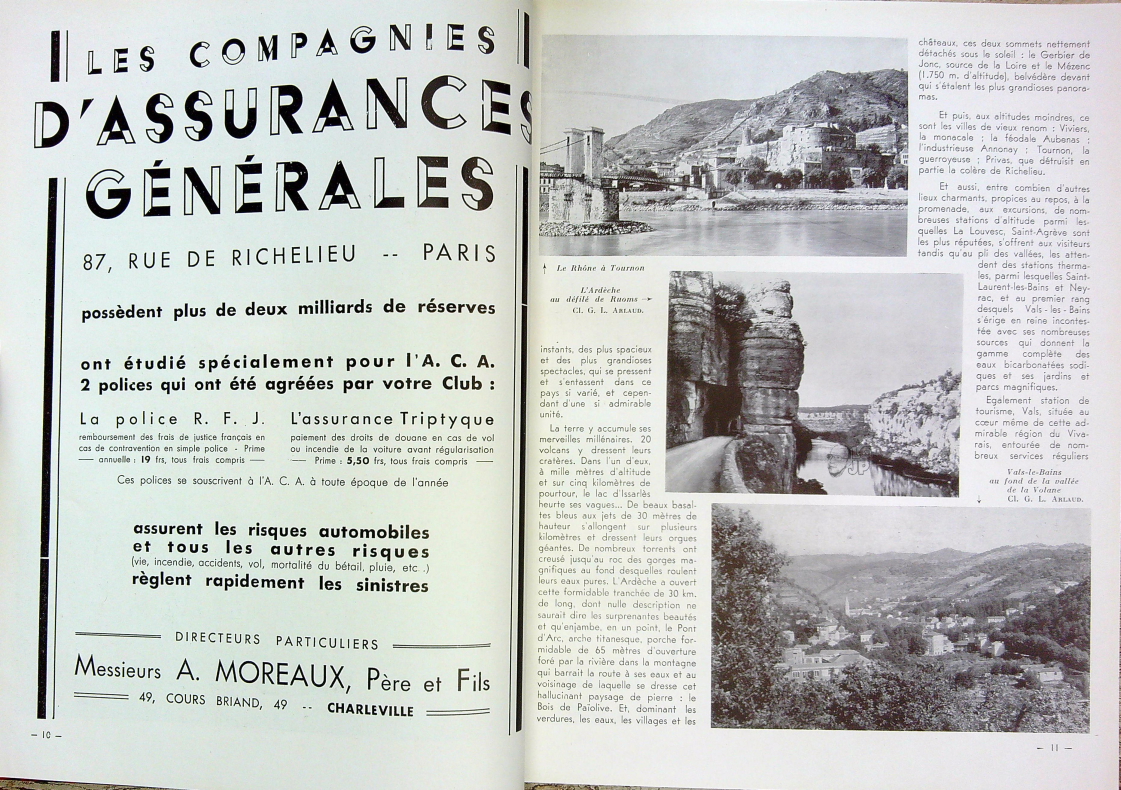 LES COMPAGNIES
D'ASSURANCES
GÉNÉRALES
87, RUE DE RICHELIEU -- PARIS
possèdent plus de deux milliards de réserves
ont étudié spécialement pour l'A. C. A.
2 polices qui ont été agréées par votre Club :
La police R. F. J.
remboursement des frais de justice français en
cas de contravention en simple police - Prime
annuelle : 19 frs, tous frais compris
L'assurance Triptyque
paiement des droits de douane en cas de vol
ou incendie de la voiture avant régularisation
Prime : 5,50 frs, tous frais compris
Ces polices se souscrivent à l'A. C. A à toute époque de l'année
assurent les risques automobiles
et tous les autres risques
(vie, incendie, accidents, vol, mortalité du bétail, pluie, etc .)
règlent rapidement les sinistres
DIRECTEURS PARTICULIERS
Messieurs A. MOREAUX, Père et Fils
49, COURS BRIAND, 49 -- CHARLEVILLE
— 10 —
↑ Le Rhône à Tournon
L'Ardèche
au défilé de Ruoms →
Cl. G. L. ARLAUD.
instants, des plus spacieux
et des plus grandioses
spectacles, qui se pressent
et s'entassent dans ce
pays si varié, et cepen-
dant d'une si admirable
unité.
La terre y accumule ses
merveilles millénaires. 20
volcans y dressent leurs
cratères. Dans l'un d'eux,
à mille mètres d'altitude
et sur cinq kilomètres de
pourtour, le lac d'Issarlès
heurte ses vagues... De beaux basal-
tes bleus aux jets de 30 mètres de
hauteur s'allongent sur plusieurs
kilomètres et dressent leurs orgues
géantes. De nombreux torrents ont
creusé jusqu'au roc des gorges ma-
gnifiques au fond desquelles roulent
leurs eaux pures. L'Ardèche a ouvert
cette formidable tranchée de 30 km.
de long, dont nulle description ne
saurait dire les surprenantes beautés
et qu'enjambe, en un point, le Pont
d'Arc, arche titanesque, porche for-
midable de 65 mètres d'ouverture
foré par la rivière dans la montagne
qui barrait la route à ses eaux et au
voisinage de laquelle se dresse cet
hallucinant paysage de pierre : le
Bois de Païolive. Et, dominant les
verdures, les eaux, les villages et les
châteaux, ces deux sommets nettement
détachés sous le soleil : le Gerbier de
Jonc, source de la Loire et le Mézenc
(1.750 m. d'altitude), belvédère devant
qui s'étalent les plus grandioses panora-
mas.
Et puis, aux altitudes moindres, ce
sont les villes de vieux renom : Viviers,
la monacale ; la féodale Aubenas ;
l'industrieuse Annonay ; Tournon, la
guerroyeuse ; Privas, que détruisit en
partie la colère de Richelieu.
Et aussi, entre combien d'autres
lieux charmants, propices au repos, à la
promenade, aux excursions, de nom-
breuses stations d'altitude parmi les-
quelles La Louvesc, Saint-Agrève sont
les plus réputées, s'offrent aux visiteurs
tandis qu'au pli des vallées, les atten-
dent des stations therma-
les, parmi lesquelles Saint-
Laurent-les-Bains et Ney-
rac, et au premier rang
desquels Vals - les - Bains
s'érige en reine incontes-
tée avec ses nombreuses
sources qui donnent la
gamme complète des
eaux bicarbonatées sodi-
ques et ses jardins et
parcs magnifiques.
Egalement station de
tourisme, Vals, située au
cœur même de cette ad-
mirable région du Viva-
rais, entourée de nom-
breux services réguliers
Vals-le-Bains
au fond de la vallée
de la Volane
↓ Cl. G. L. ARLAUD.
— 11 —